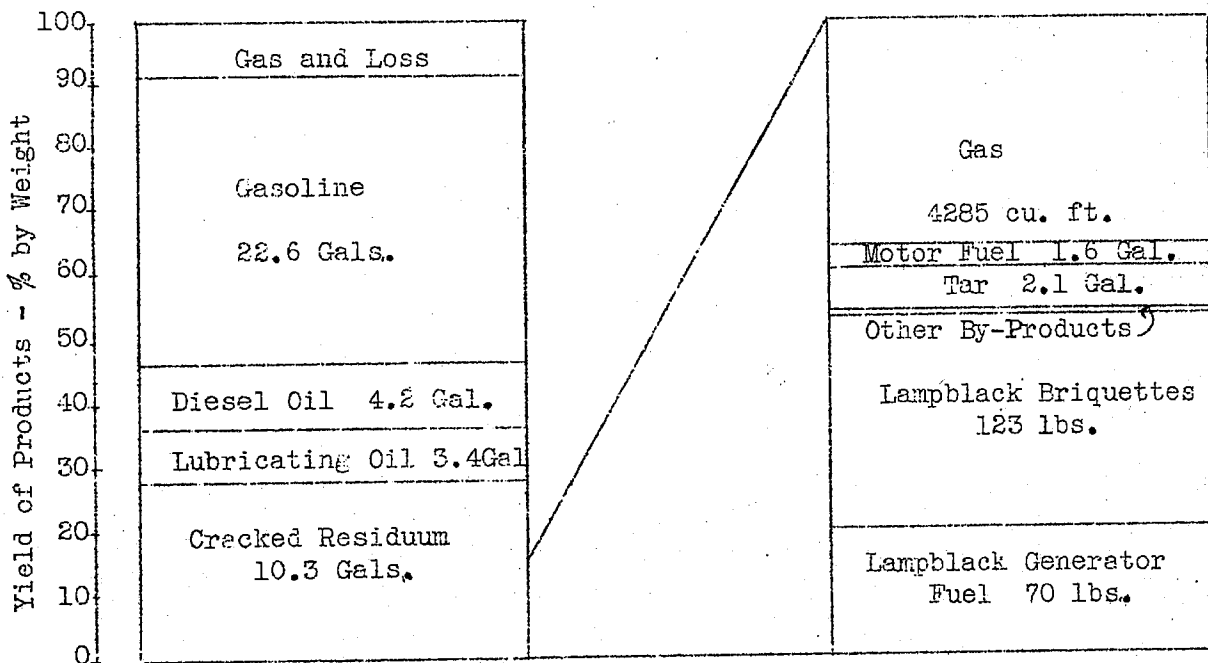 Yield of Products - % by Weight
100
90
80
70
60
50
40
30
20
10
0
Gas and Loss
Gasoline
22.6 Gals.
Diesel Oil 4.2 Gal.
Lubricating Oil 3.4Gal
Cracked Residuum
10.3 Gals.
Gas
4285 cu. ft.
Motor Fuel 1.6 Gal.
Tar 2.1 Gal.
Other By-Products
Lampblack Briquettes
123 lbs.
Lampblack Generator
Fuel 70 lbs.